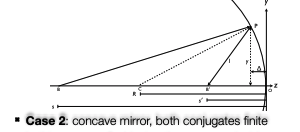 y
P
l
y
Δ
B
C
B'
O
z
R
s'
s
▪ Case 2: concave mirror, both conjugates finite